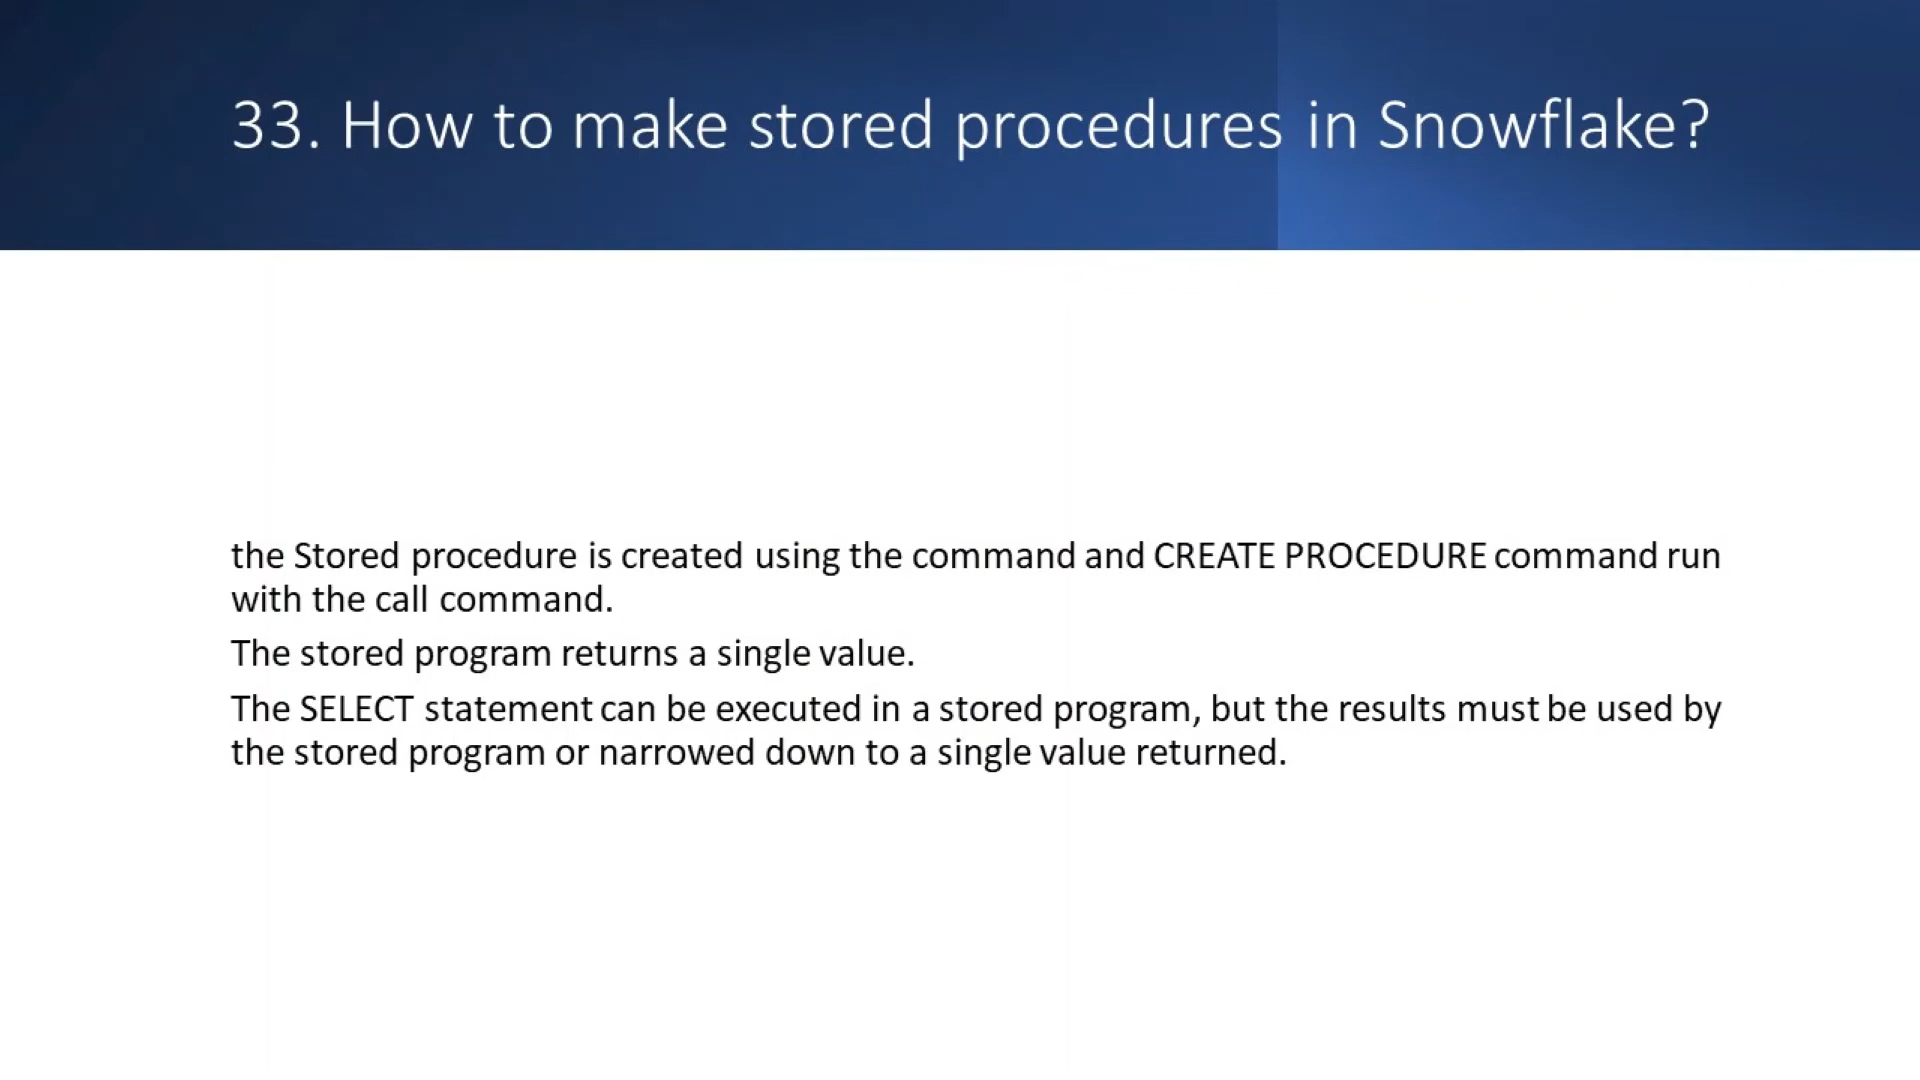 33. How to make stored procedures in Snowflake?
the Stored procedure is created using the command and CREATE PROCEDURE command run
with the call command.
The stored program returns a single value.
The SELECT statement can be executed in a stored program, but the results must be used by
the stored program or narrowed down to a single value returned.